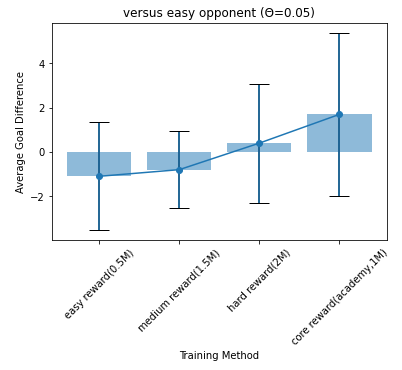 versus easy opponent (Θ=0.05)
Average Goal Difference
4
2
0
−2
easy reward(0.5M)
medium reward(1.5M)
hard reward(2M)
core reward(academy,1M)
Training Method